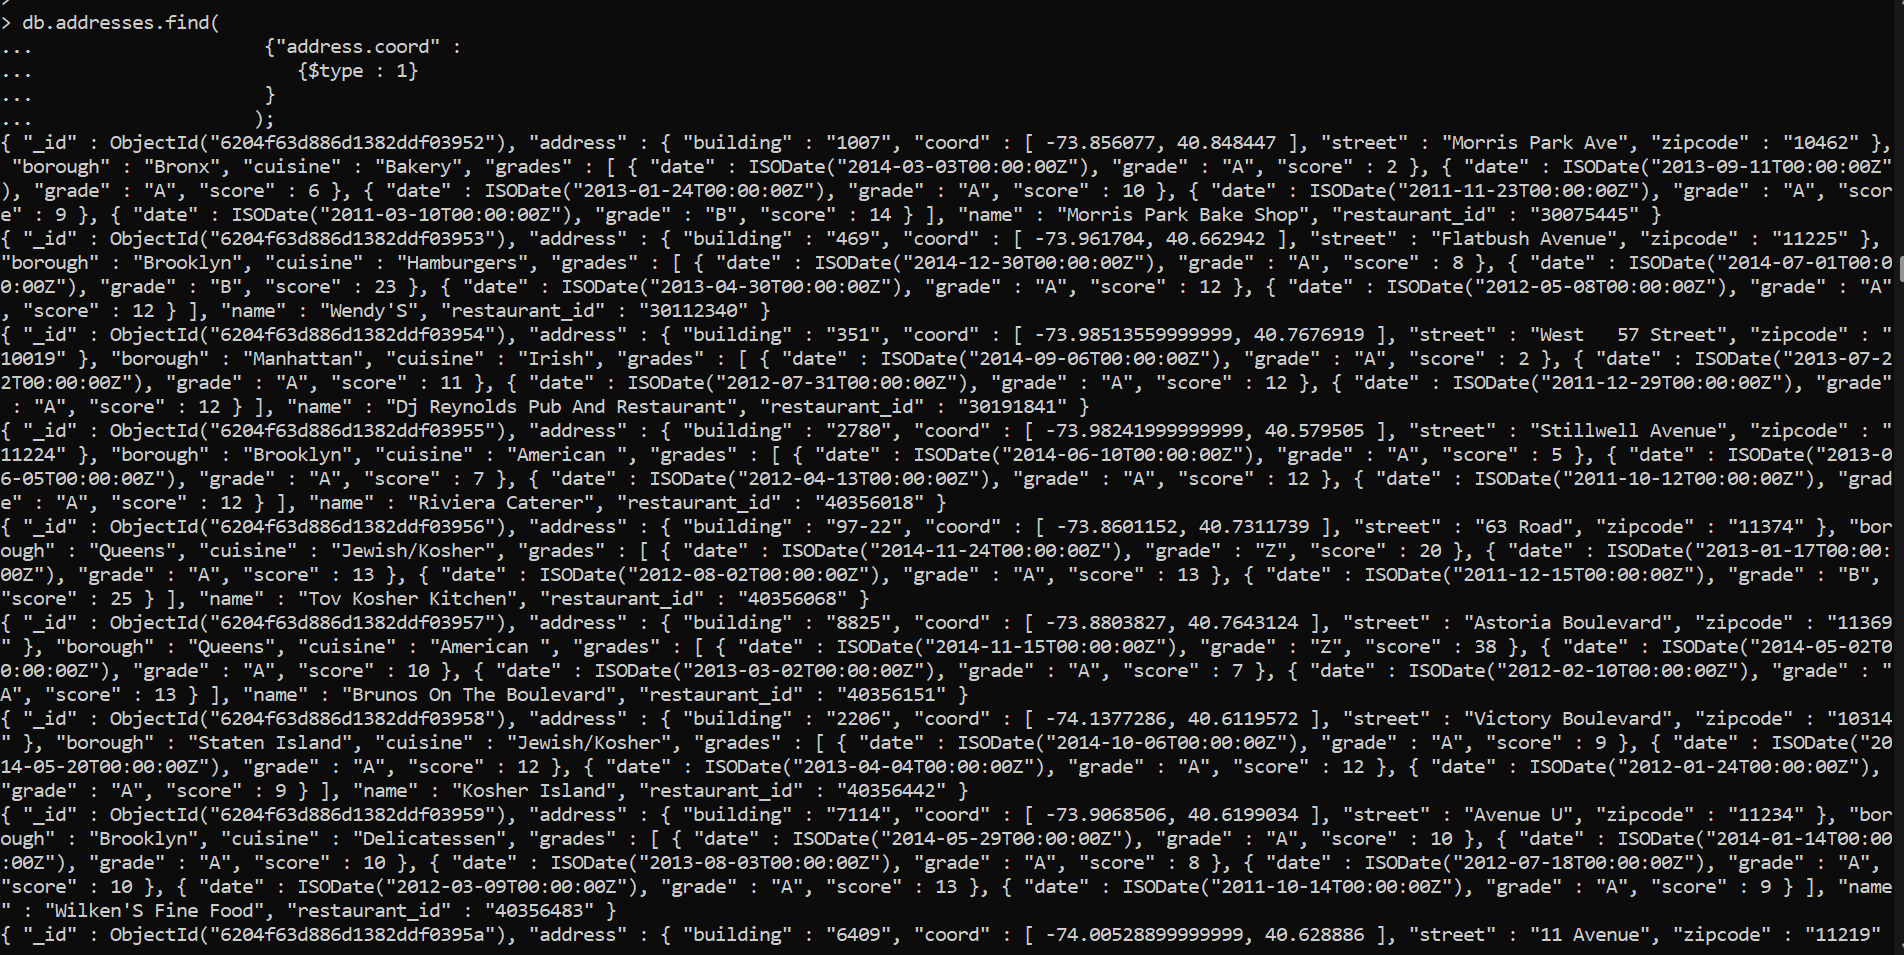 >
> db.addresses.find(
... {"address.coord" :
... {$type : 1}
... }
... );
{ "_id" : ObjectId("6204f63d886d1382ddf03952"), "address" : { "building" : "1007", "coord" : [ -73.856077, 40.848447 ], "street" : "Morris Park Ave", "zipcode" : "10462" },
"borough" : "Bronx", "cuisine" : "Bakery", "grades" : [ { "date" : ISODate("2014-03-03T00:00:00Z"), "grade" : "A", "score" : 2 }, { "date" : ISODate("2013-09-11T00:00:00Z"
), "grade" : "A", "score" : 6 }, { "date" : ISODate("2013-01-24T00:00:00Z"), "grade" : "A", "score" : 10 }, { "date" : ISODate("2011-11-23T00:00:00Z"), "grade" : "A", "scor
e" : 9 }, { "date" : ISODate("2011-03-10T00:00:00Z"), "grade" : "B", "score" : 14 } ], "name" : "Morris Park Bake Shop", "restaurant_id" : "30075445" }
{ "_id" : ObjectId("6204f63d886d1382ddf03953"), "address" : { "building" : "469", "coord" : [ -73.961704, 40.662942 ], "street" : "Flatbush Avenue", "zipcode" : "11225" },
"borough" : "Brooklyn", "cuisine" : "Hamburgers", "grades" : [ { "date" : ISODate("2014-12-30T00:00:00Z"), "grade" : "A", "score" : 8 }, { "date" : ISODate("2014-07-01T00:0
0:00Z"), "grade" : "B", "score" : 23 }, { "date" : ISODate("2013-04-30T00:00:00Z"), "grade" : "A", "score" : 12 }, { "date" : ISODate("2012-05-08T00:00:00Z"), "grade" : "A"
, "score" : 12 } ], "name" : "Wendy'S", "restaurant_id" : "30112340" }
{ "_id" : ObjectId("6204f63d886d1382ddf03954"), "address" : { "building" : "351", "coord" : [ -73.98513559999999, 40.7676919 ], "street" : "West   57 Street", "zipcode" : "
10019" }, "borough" : "Manhattan", "cuisine" : "Irish", "grades" : [ { "date" : ISODate("2014-09-06T00:00:00Z"), "grade" : "A", "score" : 2 }, { "date" : ISODate("2013-07-2
2T00:00:00Z"), "grade" : "A", "score" : 11 }, { "date" : ISODate("2012-07-31T00:00:00Z"), "grade" : "A", "score" : 12 }, { "date" : ISODate("2011-12-29T00:00:00Z"), "grade"
: "A", "score" : 12 } ], "name" : "Dj Reynolds Pub And Restaurant", "restaurant_id" : "30191841" }
{ "_id" : ObjectId("6204f63d886d1382ddf03955"), "address" : { "building" : "2780", "coord" : [ -73.98241999999999, 40.579505 ], "street" : "Stillwell Avenue", "zipcode" : "
11224" }, "borough" : "Brooklyn", "cuisine" : "American ", "grades" : [ { "date" : ISODate("2014-06-10T00:00:00Z"), "grade" : "A", "score" : 5 }, { "date" : ISODate("2013-0
6-05T00:00:00Z"), "grade" : "A", "score" : 7 }, { "date" : ISODate("2012-04-13T00:00:00Z"), "grade" : "A", "score" : 12 }, { "date" : ISODate("2011-10-12T00:00:00Z"), "grad
e" : "A", "score" : 12 } ], "name" : "Riviera Caterer", "restaurant_id" : "40356018" }
{ "_id" : ObjectId("6204f63d886d1382ddf03956"), "address" : { "building" : "97-22", "coord" : [ -73.8601152, 40.7311739 ], "street" : "63 Road", "zipcode" : "11374" }, "bor
ough" : "Queens", "cuisine" : "Jewish/Kosher", "grades" : [ { "date" : ISODate("2014-11-24T00:00:00Z"), "grade" : "Z", "score" : 20 }, { "date" : ISODate("2013-01-17T00:00:
00Z"), "grade" : "A", "score" : 13 }, { "date" : ISODate("2012-08-02T00:00:00Z"), "grade" : "A", "score" : 13 }, { "date" : ISODate("2011-12-15T00:00:00Z"), "grade" : "B",
"score" : 25 } ], "name" : "Tov Kosher Kitchen", "restaurant_id" : "40356068" }
{ "_id" : ObjectId("6204f63d886d1382ddf03957"), "address" : { "building" : "8825", "coord" : [ -73.8803827, 40.7643124 ], "street" : "Astoria Boulevard", "zipcode" : "11369
" }, "borough" : "Queens", "cuisine" : "American ", "grades" : [ { "date" : ISODate("2014-11-15T00:00:00Z"), "grade" : "Z", "score" : 38 }, { "date" : ISODate("2014-05-02T0
0:00:00Z"), "grade" : "A", "score" : 10 }, { "date" : ISODate("2013-03-02T00:00:00Z"), "grade" : "A", "score" : 7 }, { "date" : ISODate("2012-02-10T00:00:00Z"), "grade" : "
A", "score" : 13 } ], "name" : "Brunos On The Boulevard", "restaurant_id" : "40356151" }
{ "_id" : ObjectId("6204f63d886d1382ddf03958"), "address" : { "building" : "2206", "coord" : [ -74.1377286, 40.6119572 ], "street" : "Victory Boulevard", "zipcode" : "10314
" }, "borough" : "Staten Island", "cuisine" : "Jewish/Kosher", "grades" : [ { "date" : ISODate("2014-10-06T00:00:00Z"), "grade" : "A", "score" : 9 }, { "date" : ISODate("20
14-05-20T00:00:00Z"), "grade" : "A", "score" : 12 }, { "date" : ISODate("2013-04-04T00:00:00Z"), "grade" : "A", "score" : 12 }, { "date" : ISODate("2012-01-24T00:00:00Z"),
"grade" : "A", "score" : 9 } ], "name" : "Kosher Island", "restaurant_id" : "40356442" }
{ "_id" : ObjectId("6204f63d886d1382ddf03959"), "address" : { "building" : "7114", "coord" : [ -73.9068506, 40.6199034 ], "street" : "Avenue U", "zipcode" : "11234" }, "bor
ough" : "Brooklyn", "cuisine" : "Delicatessen", "grades" : [ { "date" : ISODate("2014-05-29T00:00:00Z"), "grade" : "A", "score" : 10 }, { "date" : ISODate("2014-01-14T00:00
:00Z"), "grade" : "A", "score" : 10 }, { "date" : ISODate("2013-08-03T00:00:00Z"), "grade" : "A", "score" : 8 }, { "date" : ISODate("2012-07-18T00:00:00Z"), "grade" : "A",
"score" : 10 }, { "date" : ISODate("2012-03-09T00:00:00Z"), "grade" : "A", "score" : 13 }, { "date" : ISODate("2011-10-14T00:00:00Z"), "grade" : "A", "score" : 9 } ], "name
" : "Wilken'S Fine Food", "restaurant_id" : "40356483" }
{ "_id" : ObjectId("6204f63d886d1382ddf0395a"), "address" : { "building" : "6409", "coord" : [ -74.00528899999999, 40.628886 ], "street" : "11 Avenue", "zipcode" : "11219"